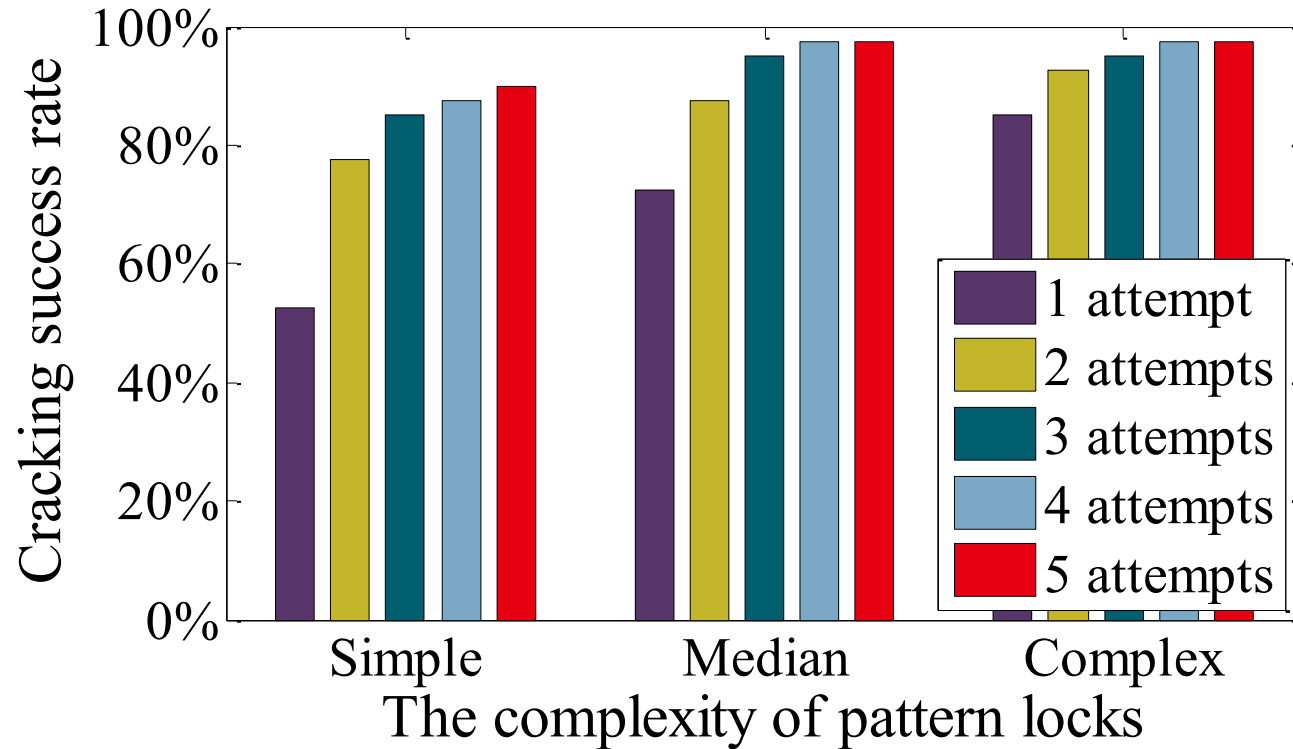 Cracking success rate
100%
80%
60%
40%
20%
0%
1 attempt
2 attempts
3 attempts
4 attempts
5 attempts
Simple Median Complex
The complexity of pattern locks